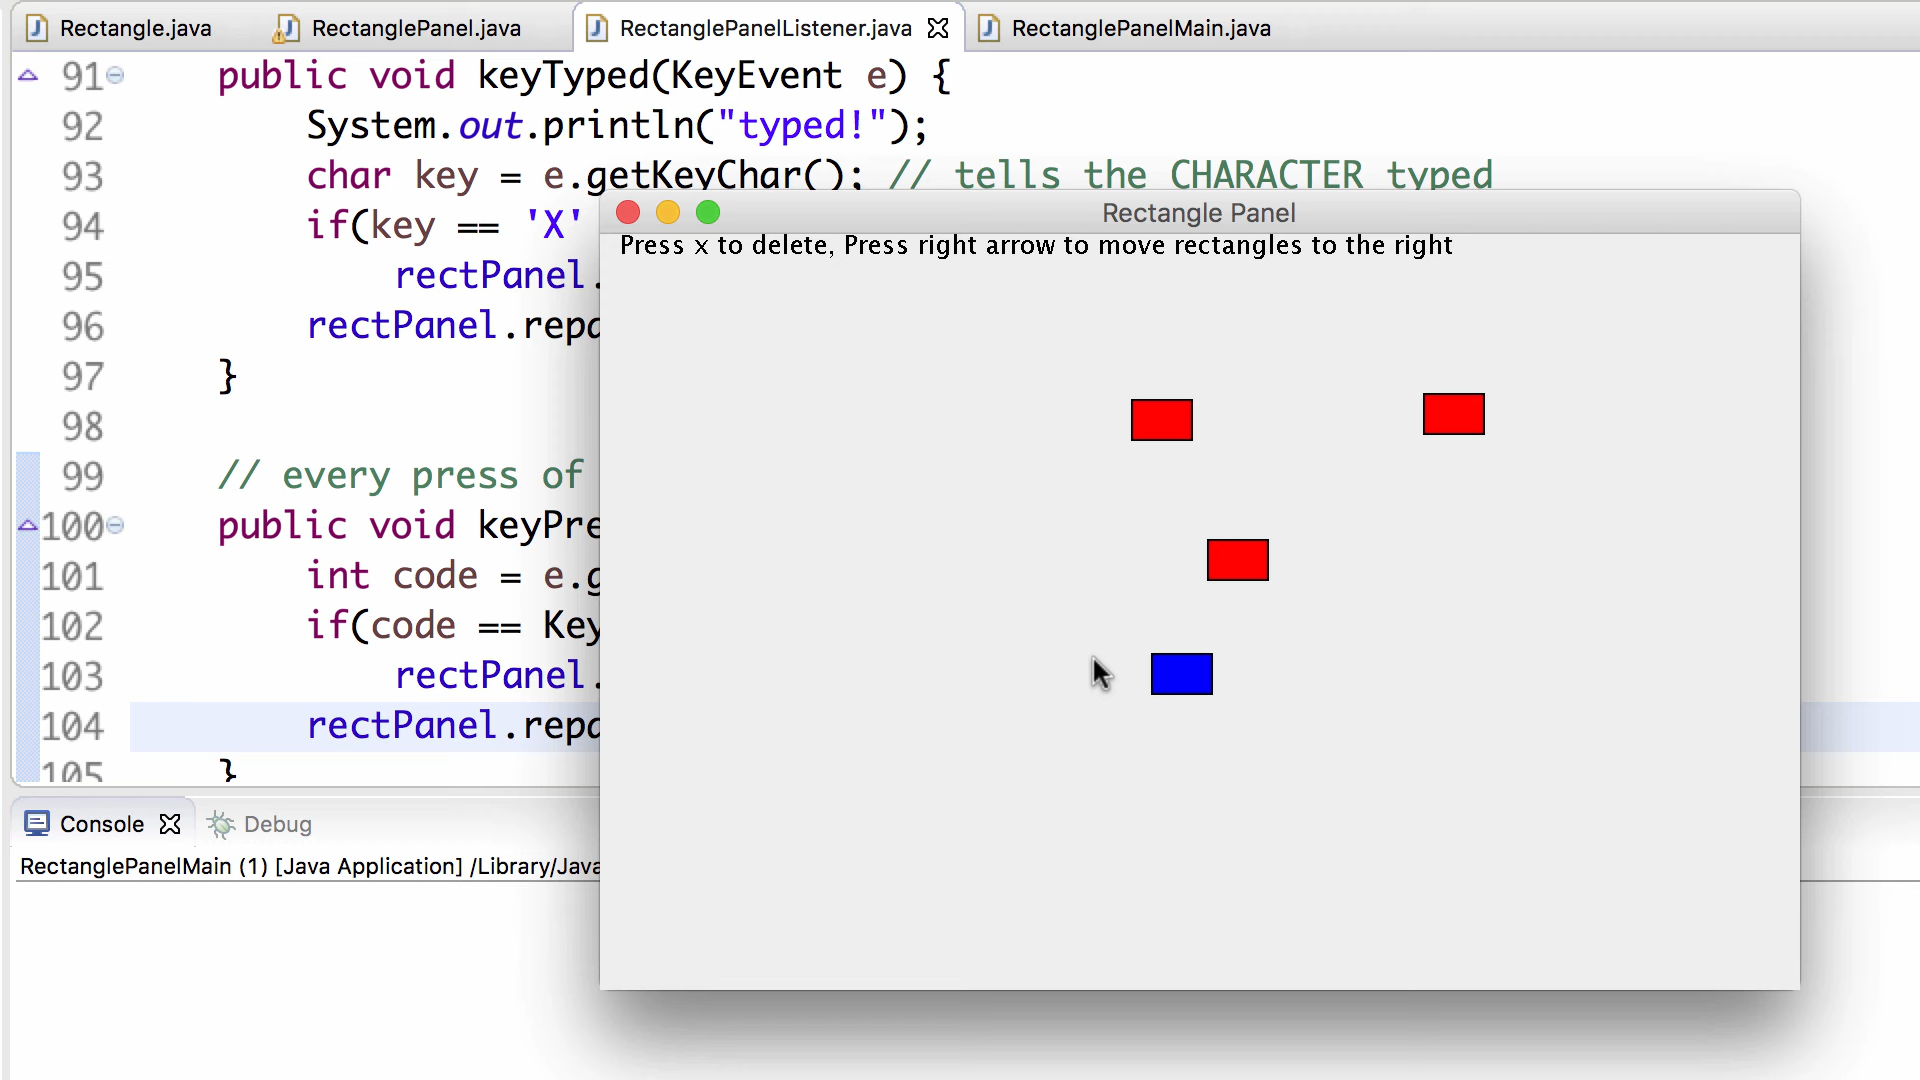 Rectangle.java RectanglePanel.java RectanglePanelListener.java RectanglePanelMain.java
91 public void keyTyped(KeyEvent e) {
92 System.out.println("typed!");
93 char key = e.getKeyChar(); // tells the CHARACTER typed
94 if(key == 'X'
95 rectPanel.
96 rectPanel.repa
97 }
98
99 // every press of
100 public void keyPre
101 int code = e.g
102 if(code == Key
103 rectPanel.
104 rectPanel.repa
105 }
Rectangle Panel
Press x to delete, Press right arrow to move rectangles to the right
Console Debug
RectanglePanelMain (1) [Java Application] /Library/Java